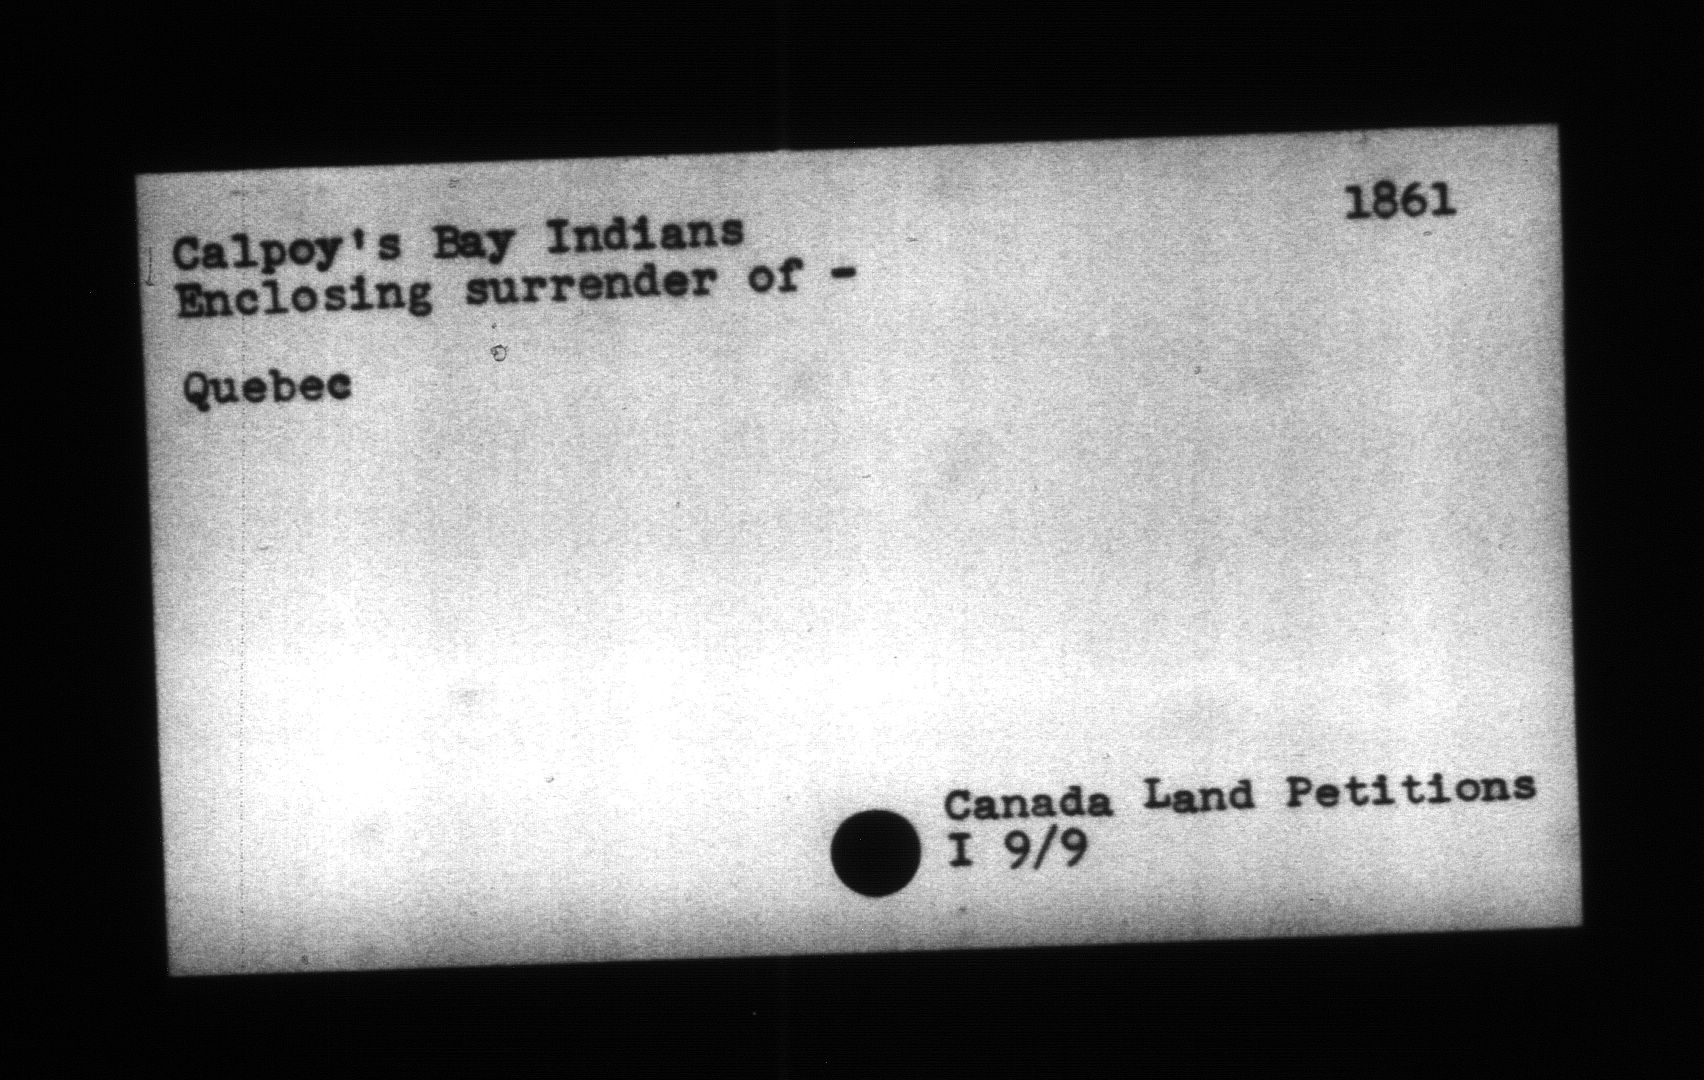 1861
Calpoy's Bay Indians
Enclosing surrender of -
Quebec
Canada Land Petitions
I 9/9